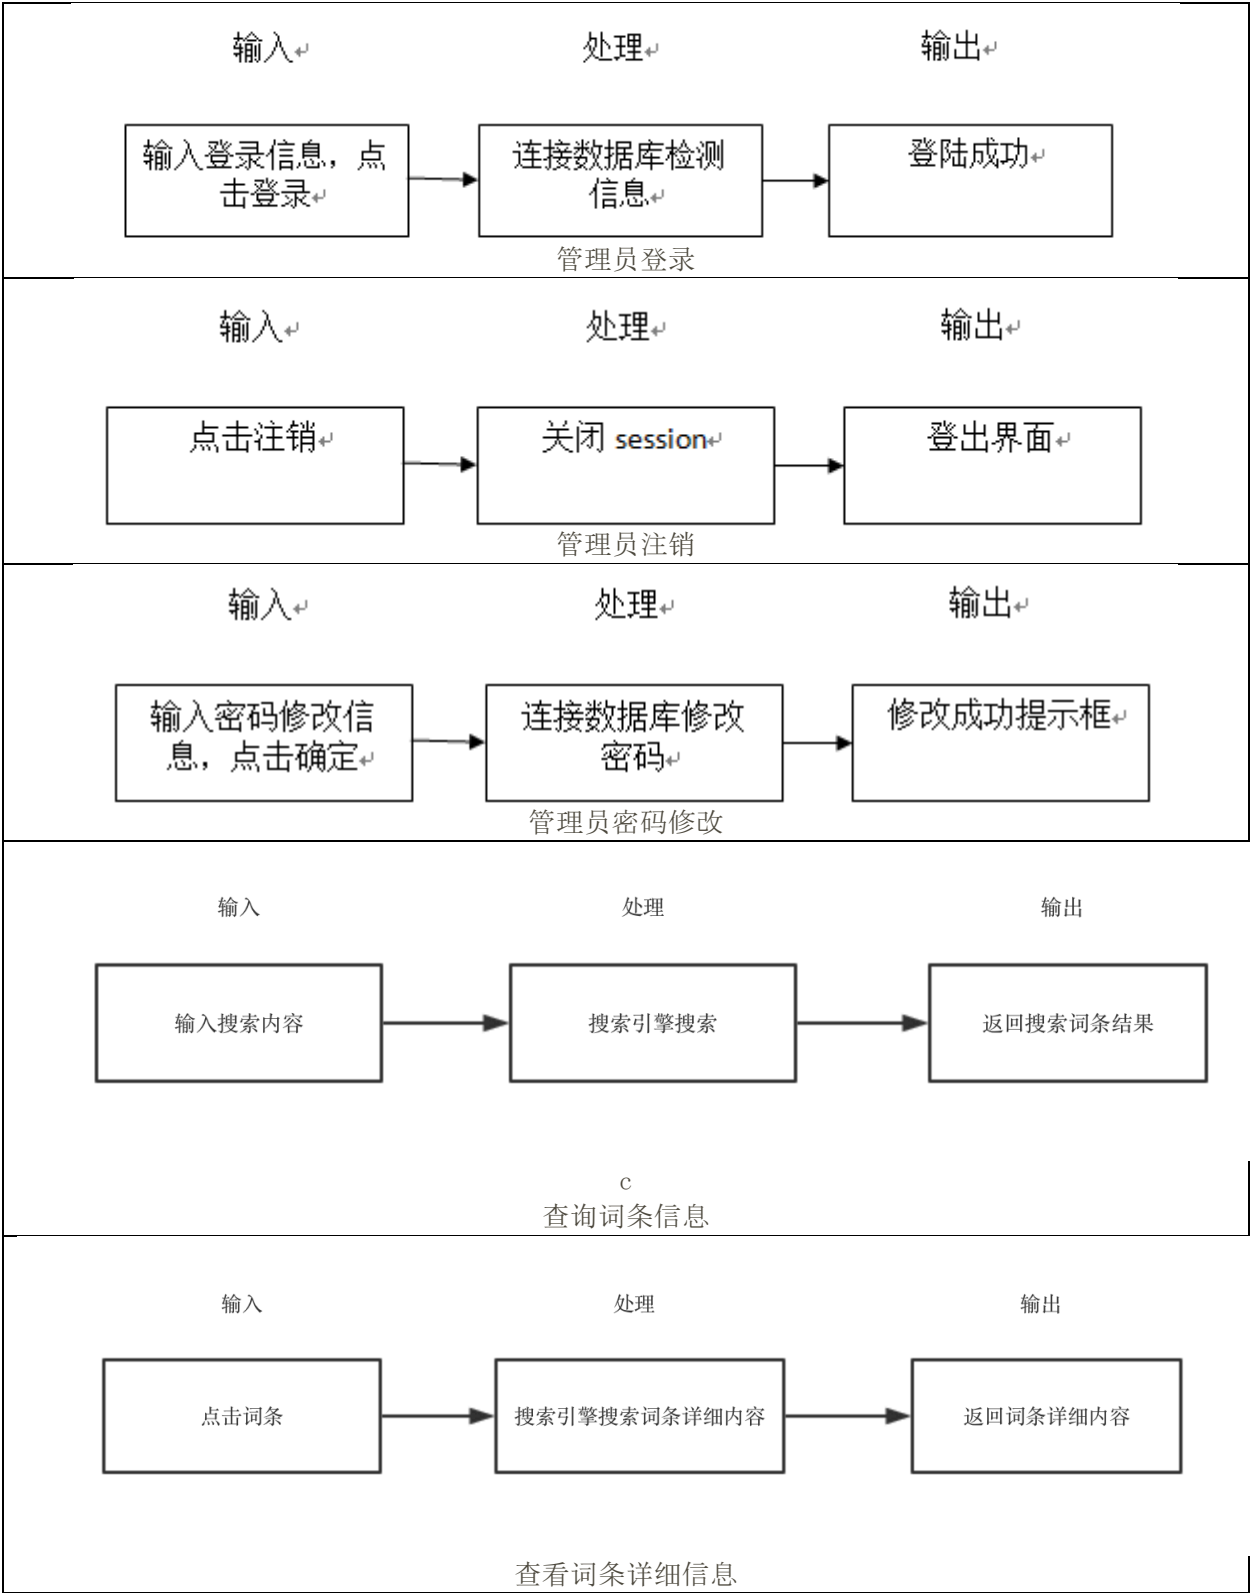 输入 处理 输出
输入登录信息，点
击登录
连接数据库检测
信息
登陆成功
管理员登录
输入 处理 输出
点击注销
关闭 session
登出界面
管理员注销
输入 处理 输出
输入密码修改信
息，点击确定
连接数据库修改
密码
修改成功提示框
管理员密码修改
输入 处理 输出
输入搜索内容
搜索引擎搜索
返回搜索词条结果
c
查询词条信息
输入 处理 输出
点击词条
搜索引擎搜索词条详细内容
返回词条详细内容
查看词条详细信息